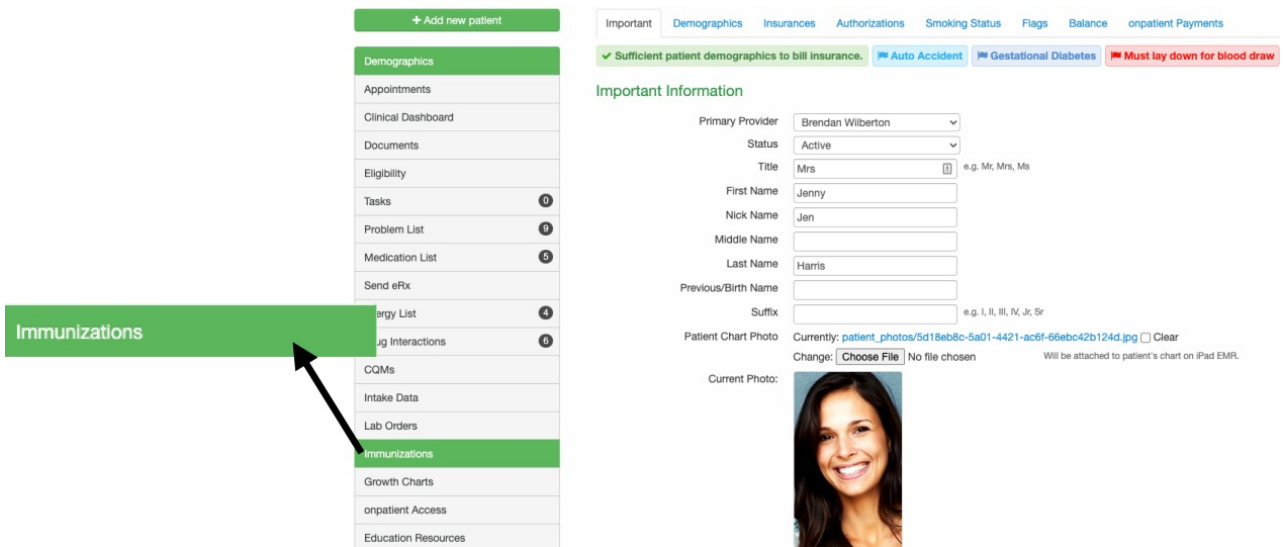 + Add new patient
Demographics
Appointments
Clinical Dashboard
Documents
Eligibility
Tasks 0
Problem List 9
Medication List 5
Send eRx
ergy List 4
ug Interactions 6
CQMs
Intake Data
Lab Orders
Immunizations
Growth Charts
onpatient Access
Education Resources
Immunizations
Important Demographics Insurances Authorizations Smoking Status Flags Balance onpatient Payments
✔ Sufficient patient demographics to bill insurance. Auto Accident Gestational Diabetes Must lay down for blood draw
Important Information
Primary Provider Brendan Wilberton
Status Active
Title Mrs e.g. Mr, Mrs, Ms
First Name Jenny
Nick Name Jen
Middle Name
Last Name Harris
Previous/Birth Name
Suffix e.g. I, II, III, IV, Jr, Sr
Patient Chart Photo Currently: patient_photos/5d18eb8c-5a01-4421-ac6f-66ebc42b124d.jpg Clear
Change: Choose File No file chosen Will be attached to patient's chart on iPad EMR.
Current Photo: